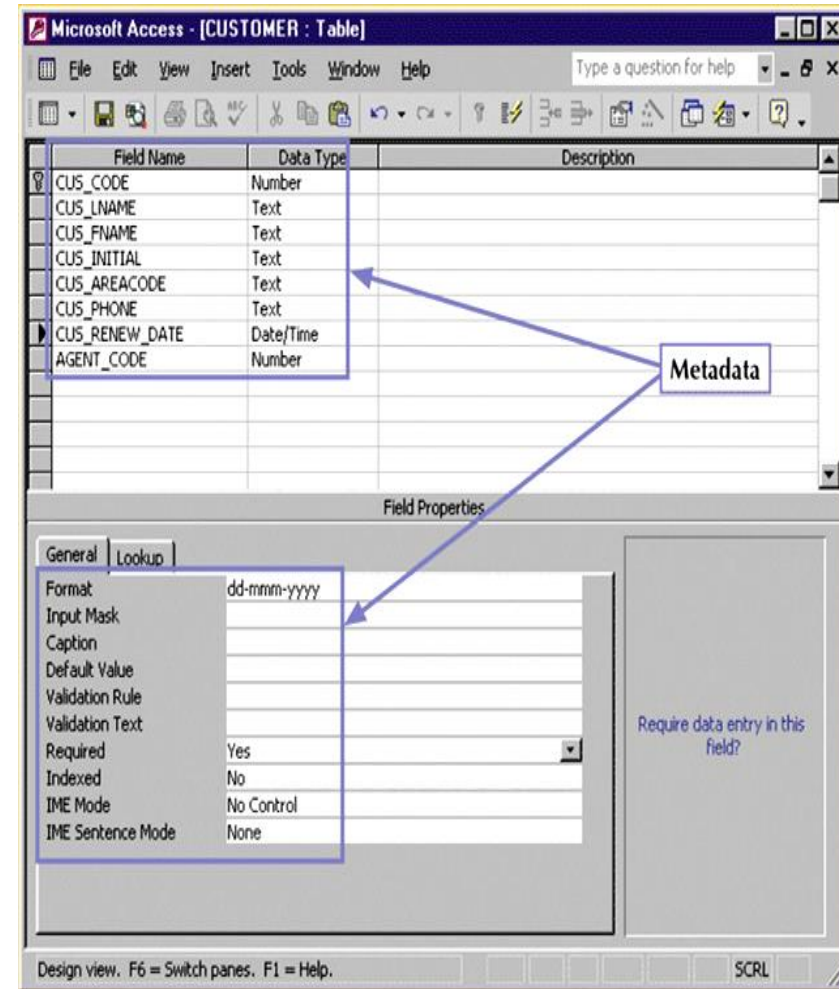 Microsoft Access - [CUSTOMER : Table]
File Edit View Insert Tools Window Help Type a question for help
Field Name Data Type Description
CUS_CODE Number
CUS_LNAME Text
CUS_FNAME Text
CUS_INITIAL Text
CUS_AREACODE Text
CUS_PHONE Text
CUS_RENEW_DATE Date/Time
AGENT_CODE Number
Metadata
Field Properties
General Lookup
Format dd-mmm-yyyy
Input Mask
Caption
Default Value
Validation Rule
Validation Text
Required Yes
Indexed No
IME Mode No Control
IME Sentence Mode None
Require data entry in this
field?
Design view. F6 = Switch panes. F1 = Help. SCRL